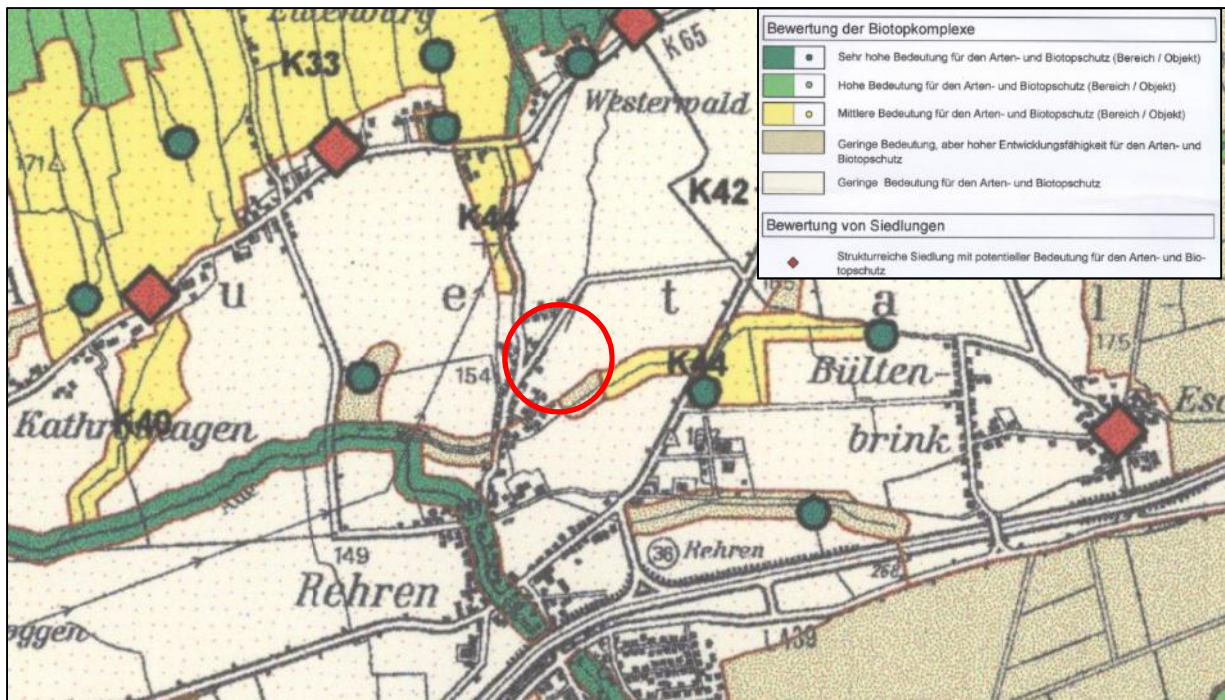 K33
K65
Westerwald
171
K44
K42
u e t a l
175
154
K44
Bülten-
brink
K40
149
Rehren
36 Rehren
268
L439
Bewertung der Biotopkomplexe
Sehr hohe Bedeutung für den Arten- und Biotopschutz (Bereich / Objekt)
Hohe Bedeutung für den Arten- und Biotopschutz (Bereich / Objekt)
Mittlere Bedeutung für den Arten- und Biotopschutz (Bereich / Objekt)
Geringe Bedeutung, aber hoher Entwicklungsfähigkeit für den Arten- und
Biotopschutz
Geringe Bedeutung für den Arten- und Biotopschutz
Bewertung von Siedlungen
Strukturreiche Siedlung mit potentieller Bedeutung für den Arten- und Bio-
topschutz